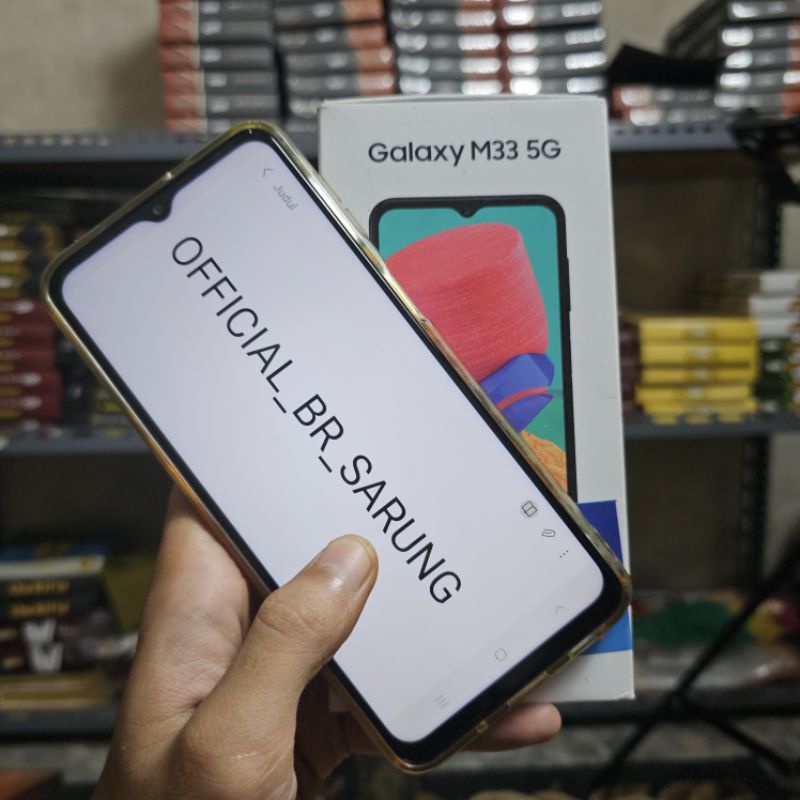 Galaxy M33 5G
Judul
OFFICIAL_BR_SARUNG